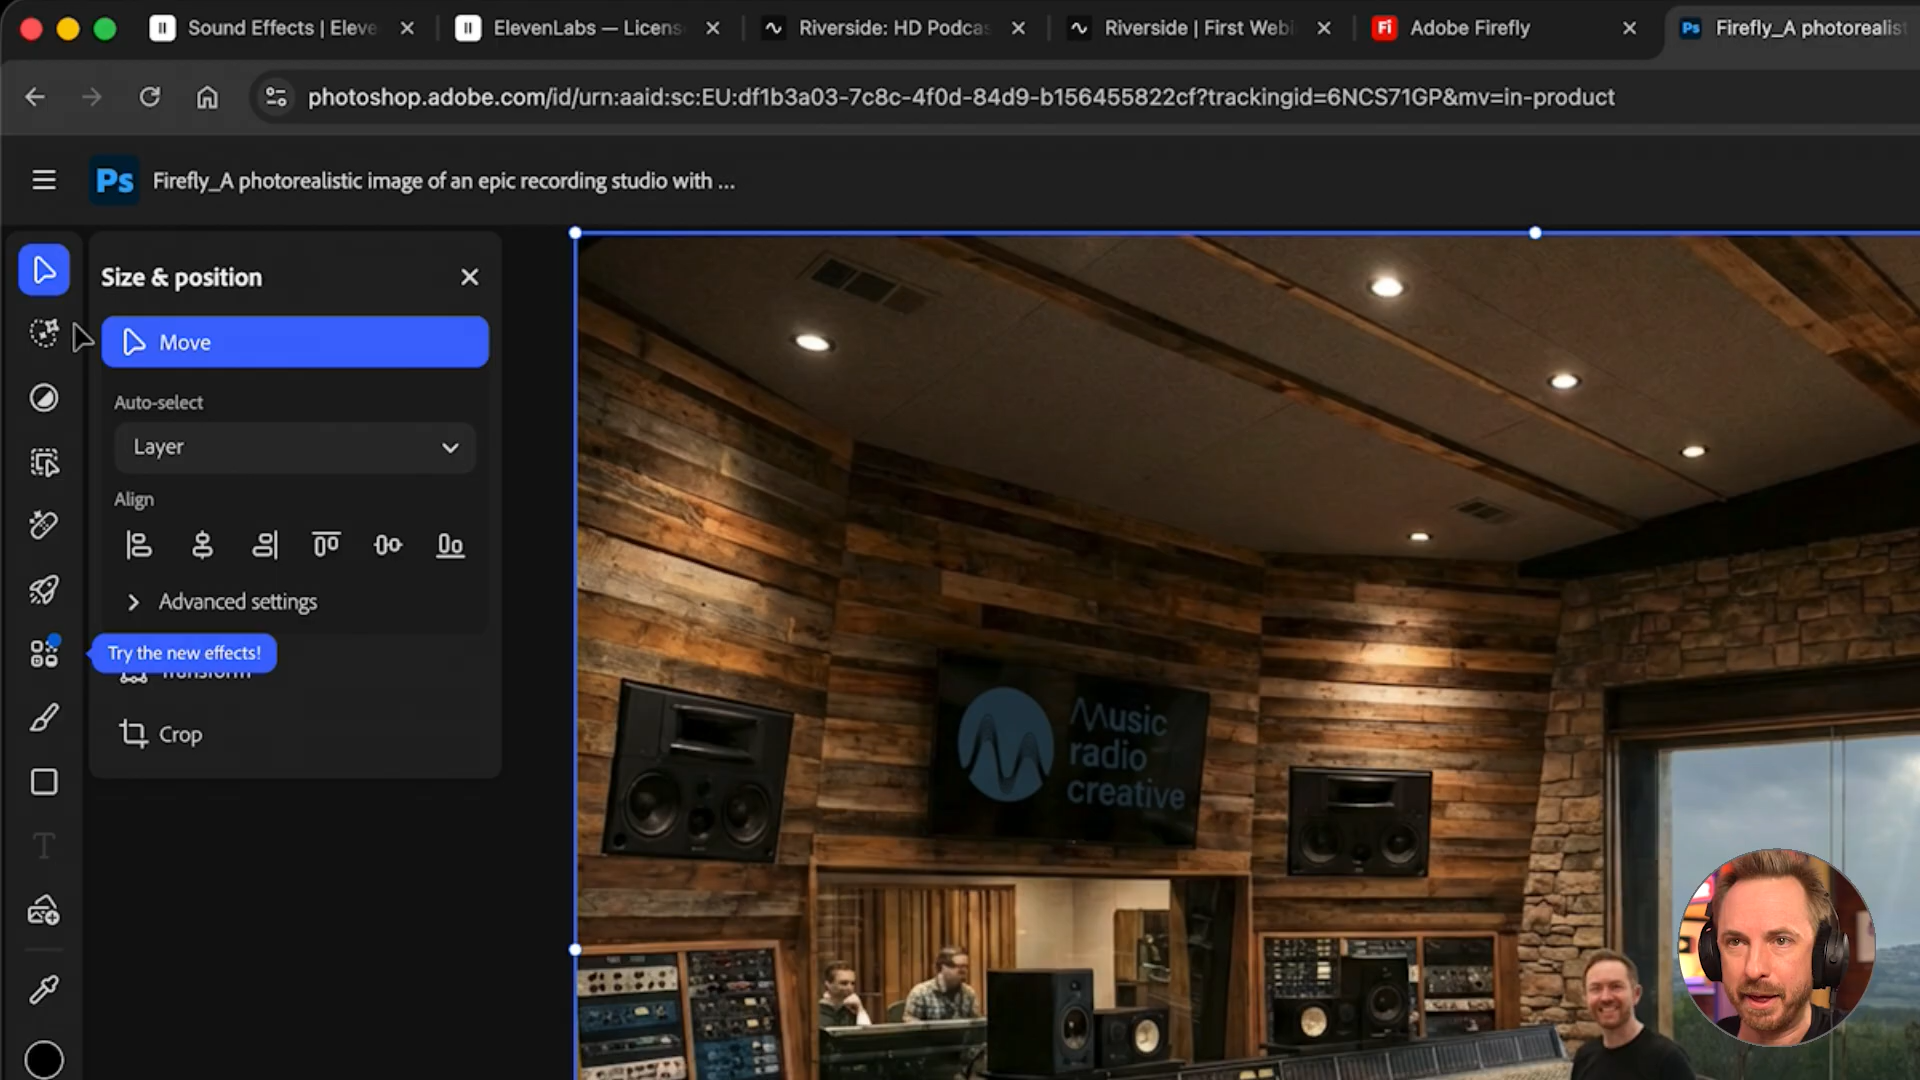 Sound Effects | Eleve
ElevenLabs — Licens
Riverside: HD Podcas
Riverside | First Webi
Adobe Firefly
Firefly_A photorealist
photoshop.adobe.com/id/urn:aaid:sc:EU:df1b3a03-7c8c-4f0d-84d9-b156455822cf?trackingid=6NCS71GP&mv=in-product
Ps Firefly_A photorealistic image of an epic recording studio with ...
Size & position
Move
Auto-select
Layer
Align
Advanced settings
Try the new effects!
Transform
Crop
Music
radio
creative